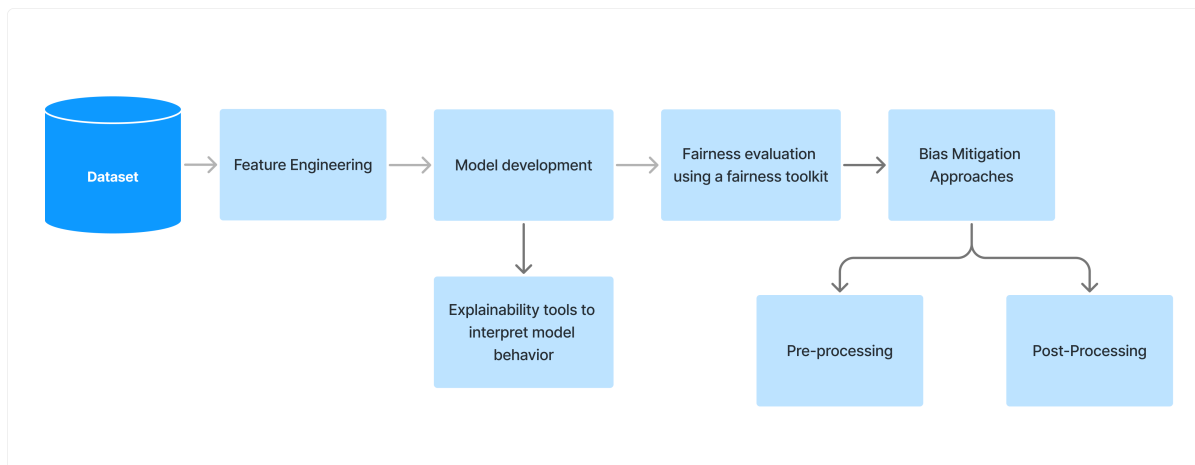 Dataset
Feature Engineering
Model development
Fairness evaluation
using a fairness toolkit
Bias Mitigation
Approaches
Explainability tools to
interpret model
behavior
Pre-processing
Post-Processing